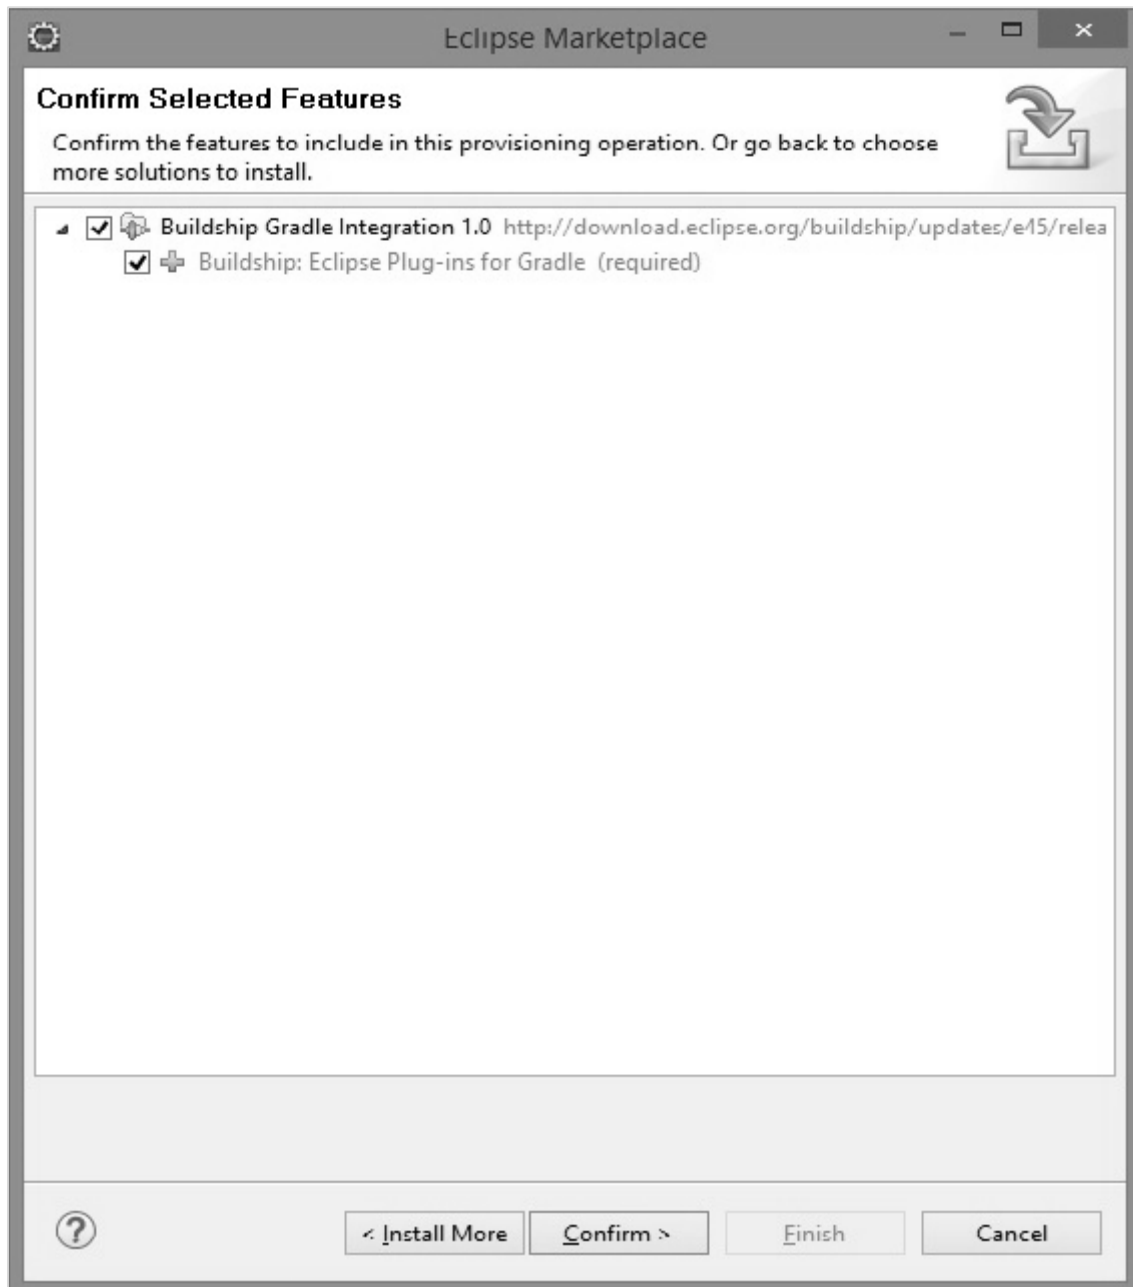 Eclipse Marketplace
Confirm Selected Features
Confirm the features to include in this provisioning operation. Or go back to choose
more solutions to install.
Buildship Gradle Integration 1.0 http://download.eclipse.org/buildship/updates/e45/relea
Buildship: Eclipse Plug-ins for Gradle (required)
? < Install More Confirm > Finish Cancel